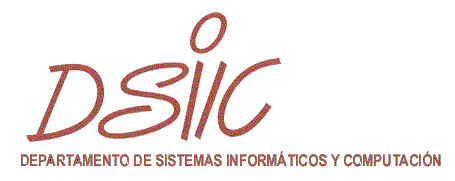 DSIIC
DEPARTAMENTO DE SISTEMAS INFORMÁTICOS Y COMPUTACIÓN